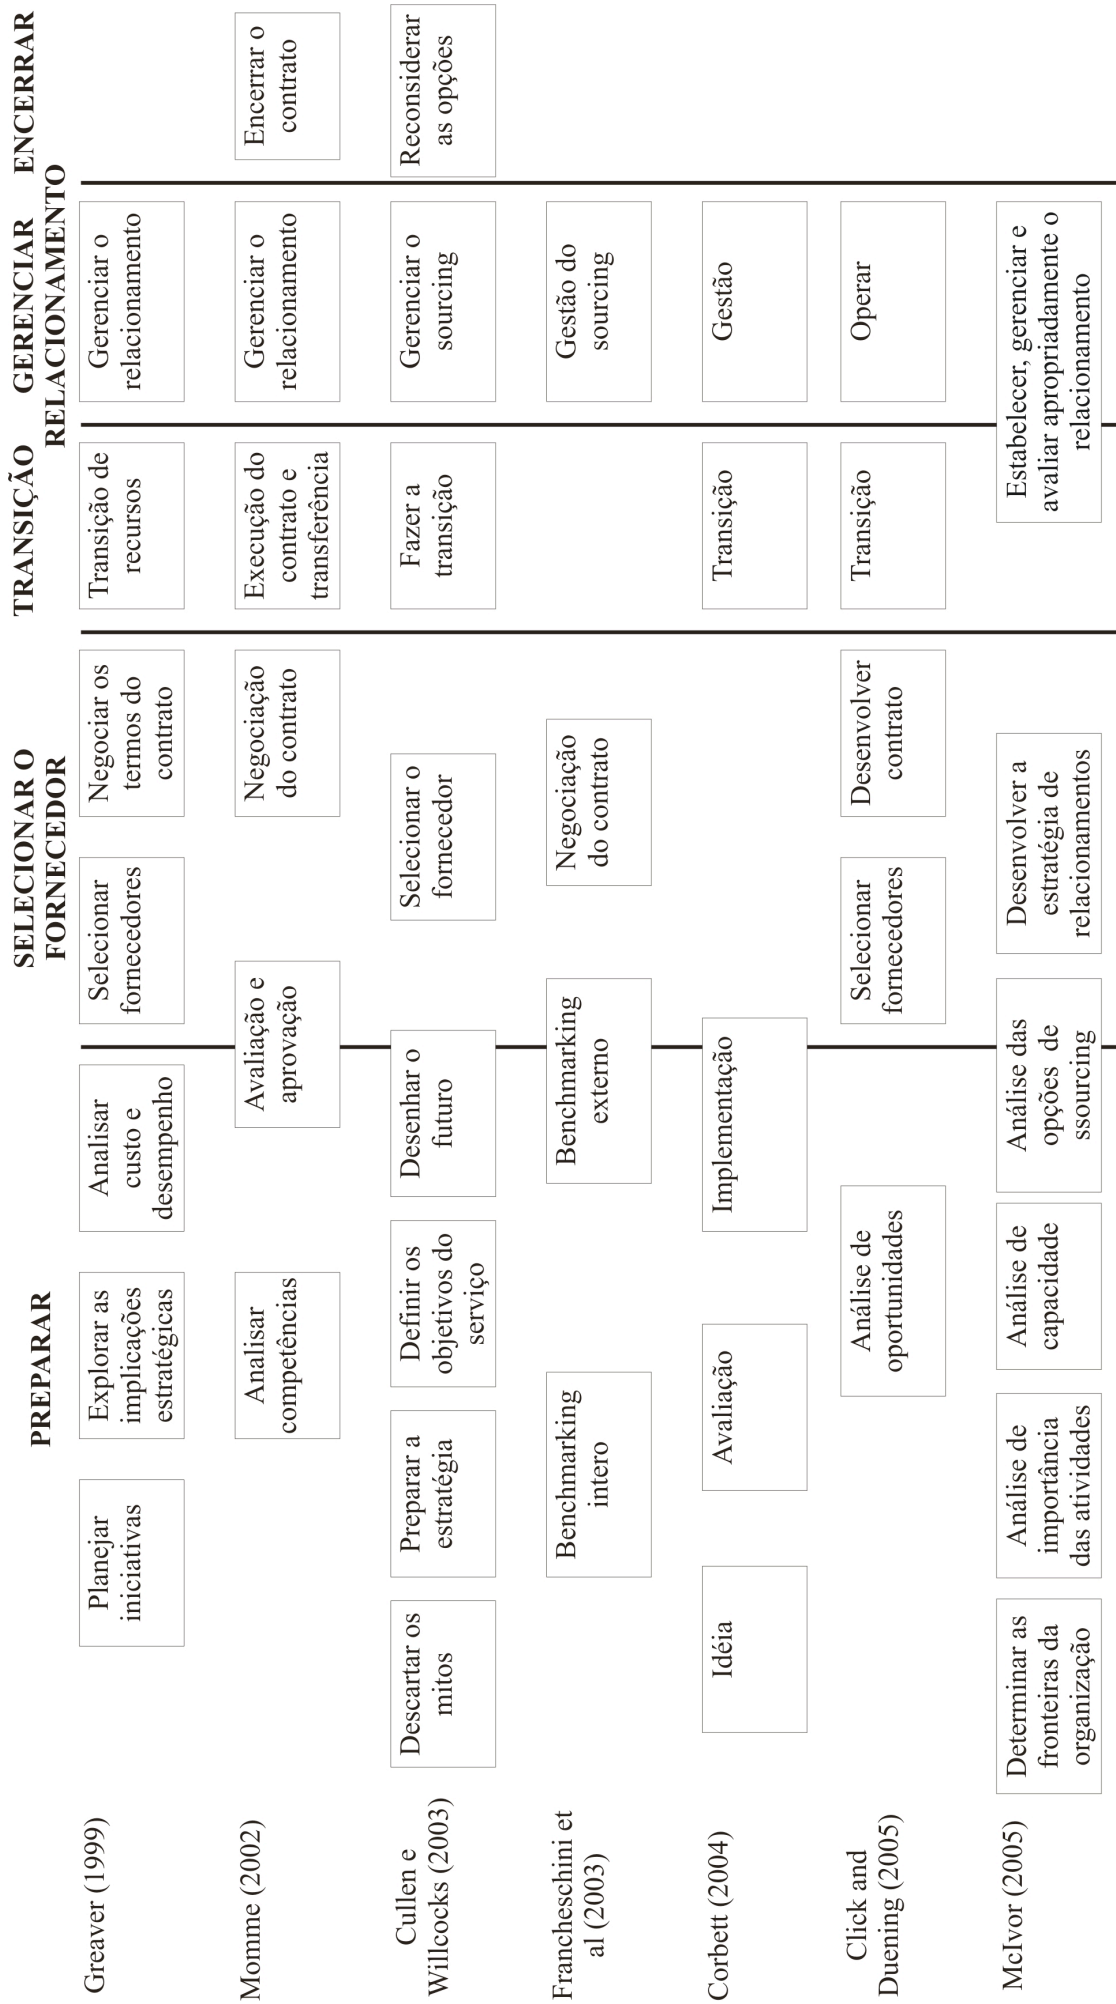 PREPARAR
SELECIONAR O
FORNECEDOR
TRANSIÇÃO
GERENCIAR
RELACIONAMENTO
ENCERRAR
Greaver (1999)
Planejar
iniciativas
Explorar as
implicações
estratégicas
Analisar
custo e
desempenho
Selecionar
fornecedores
Negociar os
termos do
contrato
Transição de
recursos
Gerenciar o
relacionamento
Momme (2002)
Analisar
competências
Avaliação e
aprovação
Negociação
do contrato
Execução do
contrato e
transferência
Gerenciar o
relacionamento
Encerrar o
contrato
Cullen e
Willcocks (2003)
Descartar os
mitos
Preparar a
estratégia
Definir os
objetivos do
serviço
Desenhar o
futuro
Selecionar o
fornecedor
Fazer a
transição
Gerenciar o
sourcing
Reconsiderar
as opções
Francheschini et
al (2003)
Benchmarking
intero
Benchmarking
externo
Negociação
do contrato
Gestão do
sourcing
Corbett (2004)
Idéia
Avaliação
Implementação
Transição
Gestão
Click and
Duening (2005)
Análise de
oportunidades
Selecionar
fornecedores
Desenvolver
contrato
Transição
Operar
McIvor (2005)
Determinar as
fronteiras da
organização
Análise de
importância
das atividades
Análise de
capacidade
Análise das
opções de
ssourcing
Desenvolver a
estratégia de
relacionamentos
Estabelecer, gerenciar e
avaliar apropriadamente o
relacionamento